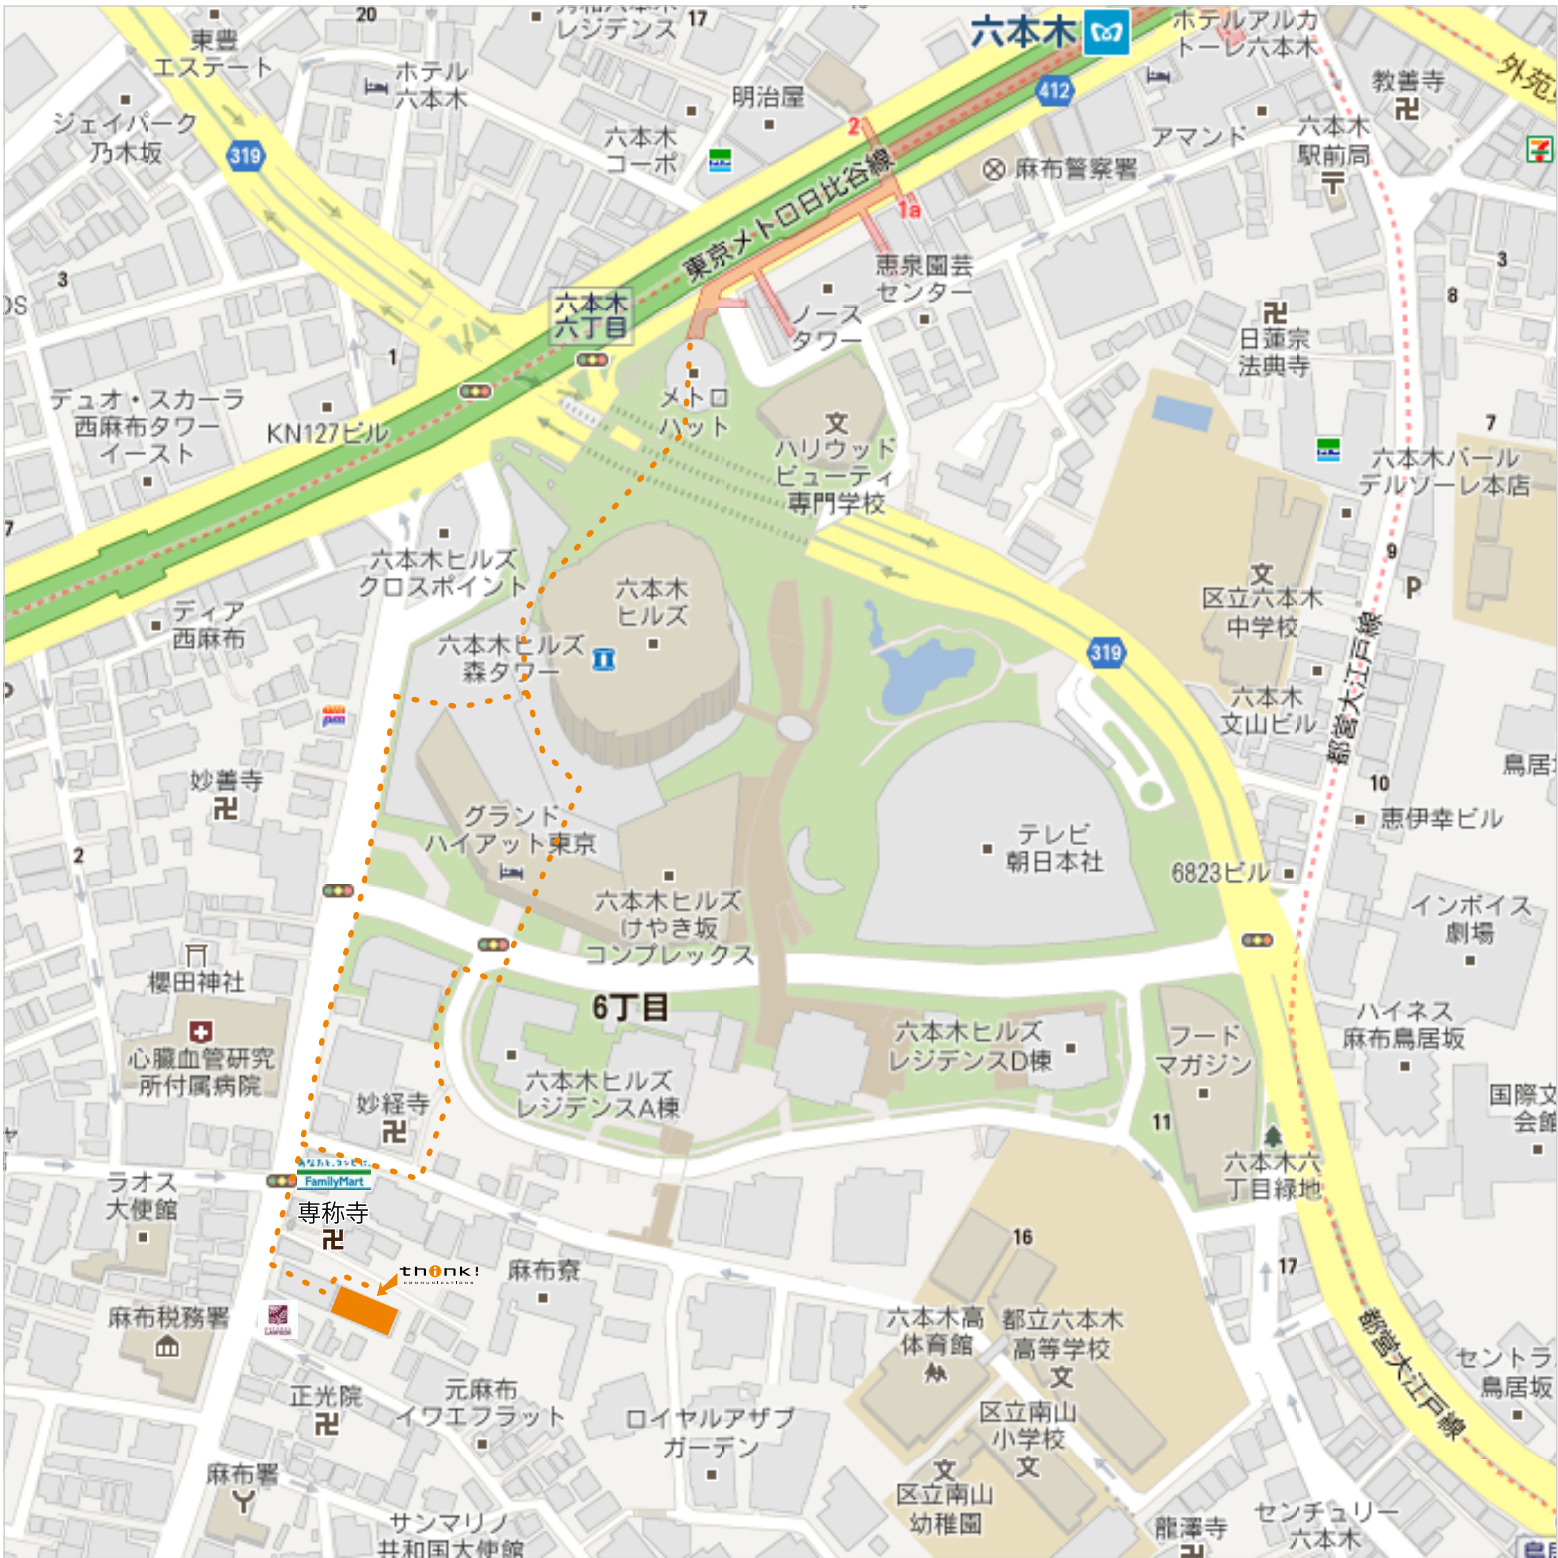 20
東豊
エステート
ホテル
六本木
レジデンス
17
六本木
ホテルアルカ
トーレ六本木
外苑
ジェイパーク
乃木坂
明治屋
412
教善寺
六本木
コーポ
2
アマンド
六本木
駅前局
319
麻布警察署
1a
東京メトロ日比谷線
3
恵泉園芸
センター
3
8
六本木
六丁目
ノース
タワー
日蓮宗
法典寺
1
メトロ
ハット
デュオ・スカーラ
西麻布タワー
イースト
KN127ビル
ハリウッド
ビューティ
専門学校
文
7
六本木バール
デルソーレ本店
7
六本木ヒルズ
クロスポイント
9
P
六本木
ヒルズ
文
区立六本木
中学校
ディア
西麻布
六本木ヒルズ
森タワー
319
都営大江戸線
六本木
文山ビル
am
pm
妙善寺
鳥居坂
10
恵伊幸ビル
グランド
ハイアット東京
テレビ
朝日本社
2
6823ビル
六本木ヒルズ
けやき坂
コンプレックス
インボイス
劇場
櫻田神社
6丁目
ハイネス
麻布鳥居坂
心臓血管研究
所付属病院
六本木ヒルズ
レジデンスD棟
フード
マガジン
六本木ヒルズ
レジデンスA棟
国際文
会館
妙経寺
11
あなたと、コンビに、
FamilyMart
六本木六
丁目緑地
ラオス
大使館
専称寺
16
think!
communications
麻布寮
17
麻布税務署
LAWSON
六本木高
体育館
都立六本木
高等学校
文
都営大江戸線
セントラ
鳥居坂
正光院
元麻布
イワエフラット
ロイヤルアザブ
ガーデン
区立南山
小学校
文
麻布署
文
区立南山
幼稚園
サンマリノ
共和国大使館
龍澤寺
センチュリー
六本木